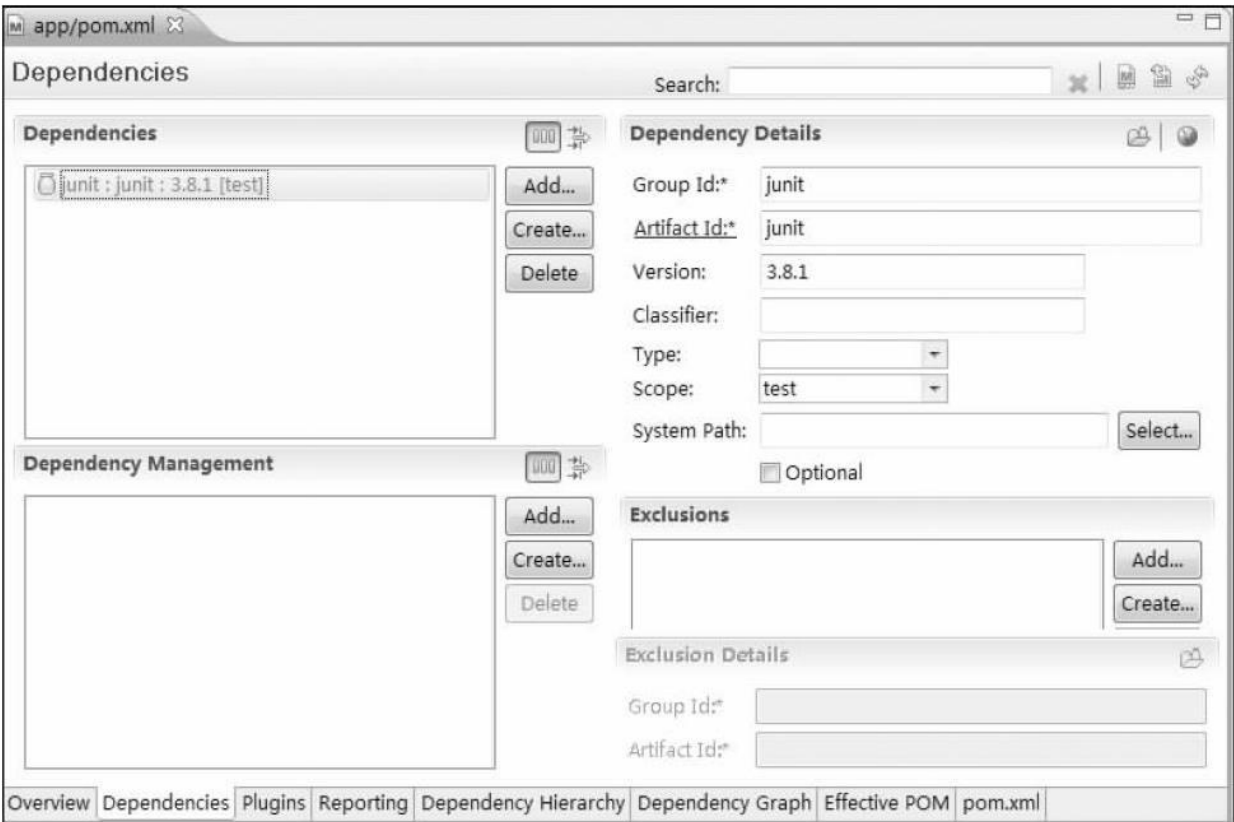 app/pom.xml
Dependencies
Search:
Dependencies
junit : junit : 3.8.1 [test]
Add...
Create...
Delete
Dependency Management
Add...
Create...
Delete
Dependency Details
Group Id:* junit
Artifact Id:* junit
Version: 3.8.1
Classifier:
Type:
Scope: test
System Path: Select...
Optional
Exclusions
Add...
Create...
Exclusion Details
Group Id:*
Artifact Id:*
Overview Dependencies Plugins Reporting Dependency Hierarchy Dependency Graph Effective POM pom.xml